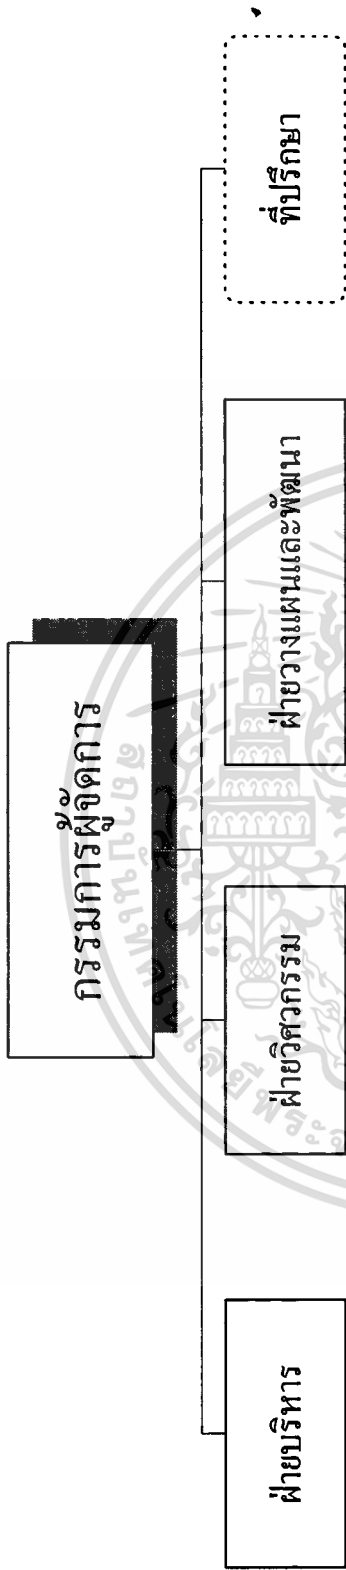 กรรมการผู้จัดการ
ฝ่ายบริหาร
ฝ่ายวิศวกรรม
ฝ่ายวางแผนและพัฒนา
ที่ปรึกษา